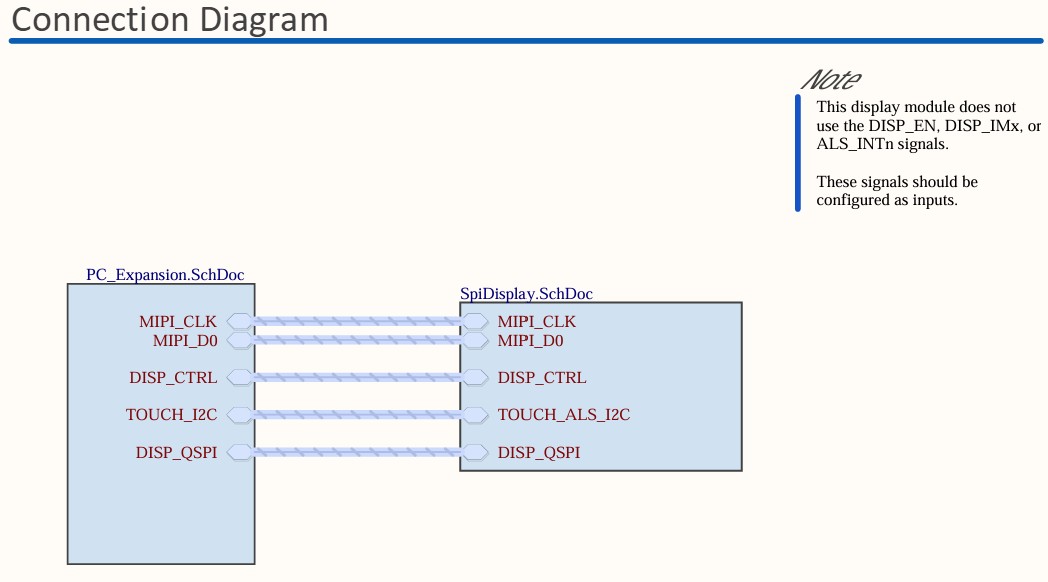 Connection Diagram
Note
This display module does not
use the DISP_EN, DISP_IMx, or
ALS_INTn signals.
These signals should be
configured as inputs.
PC_Expansion.SchDoc
MIPI_CLK
MIPI_D0
DISP_CTRL
TOUCH_I2C
DISP_QSPI
SpiDisplay.SchDoc
MIPI_CLK
MIPI_D0
DISP_CTRL
TOUCH_ALS_I2C
DISP_QSPI